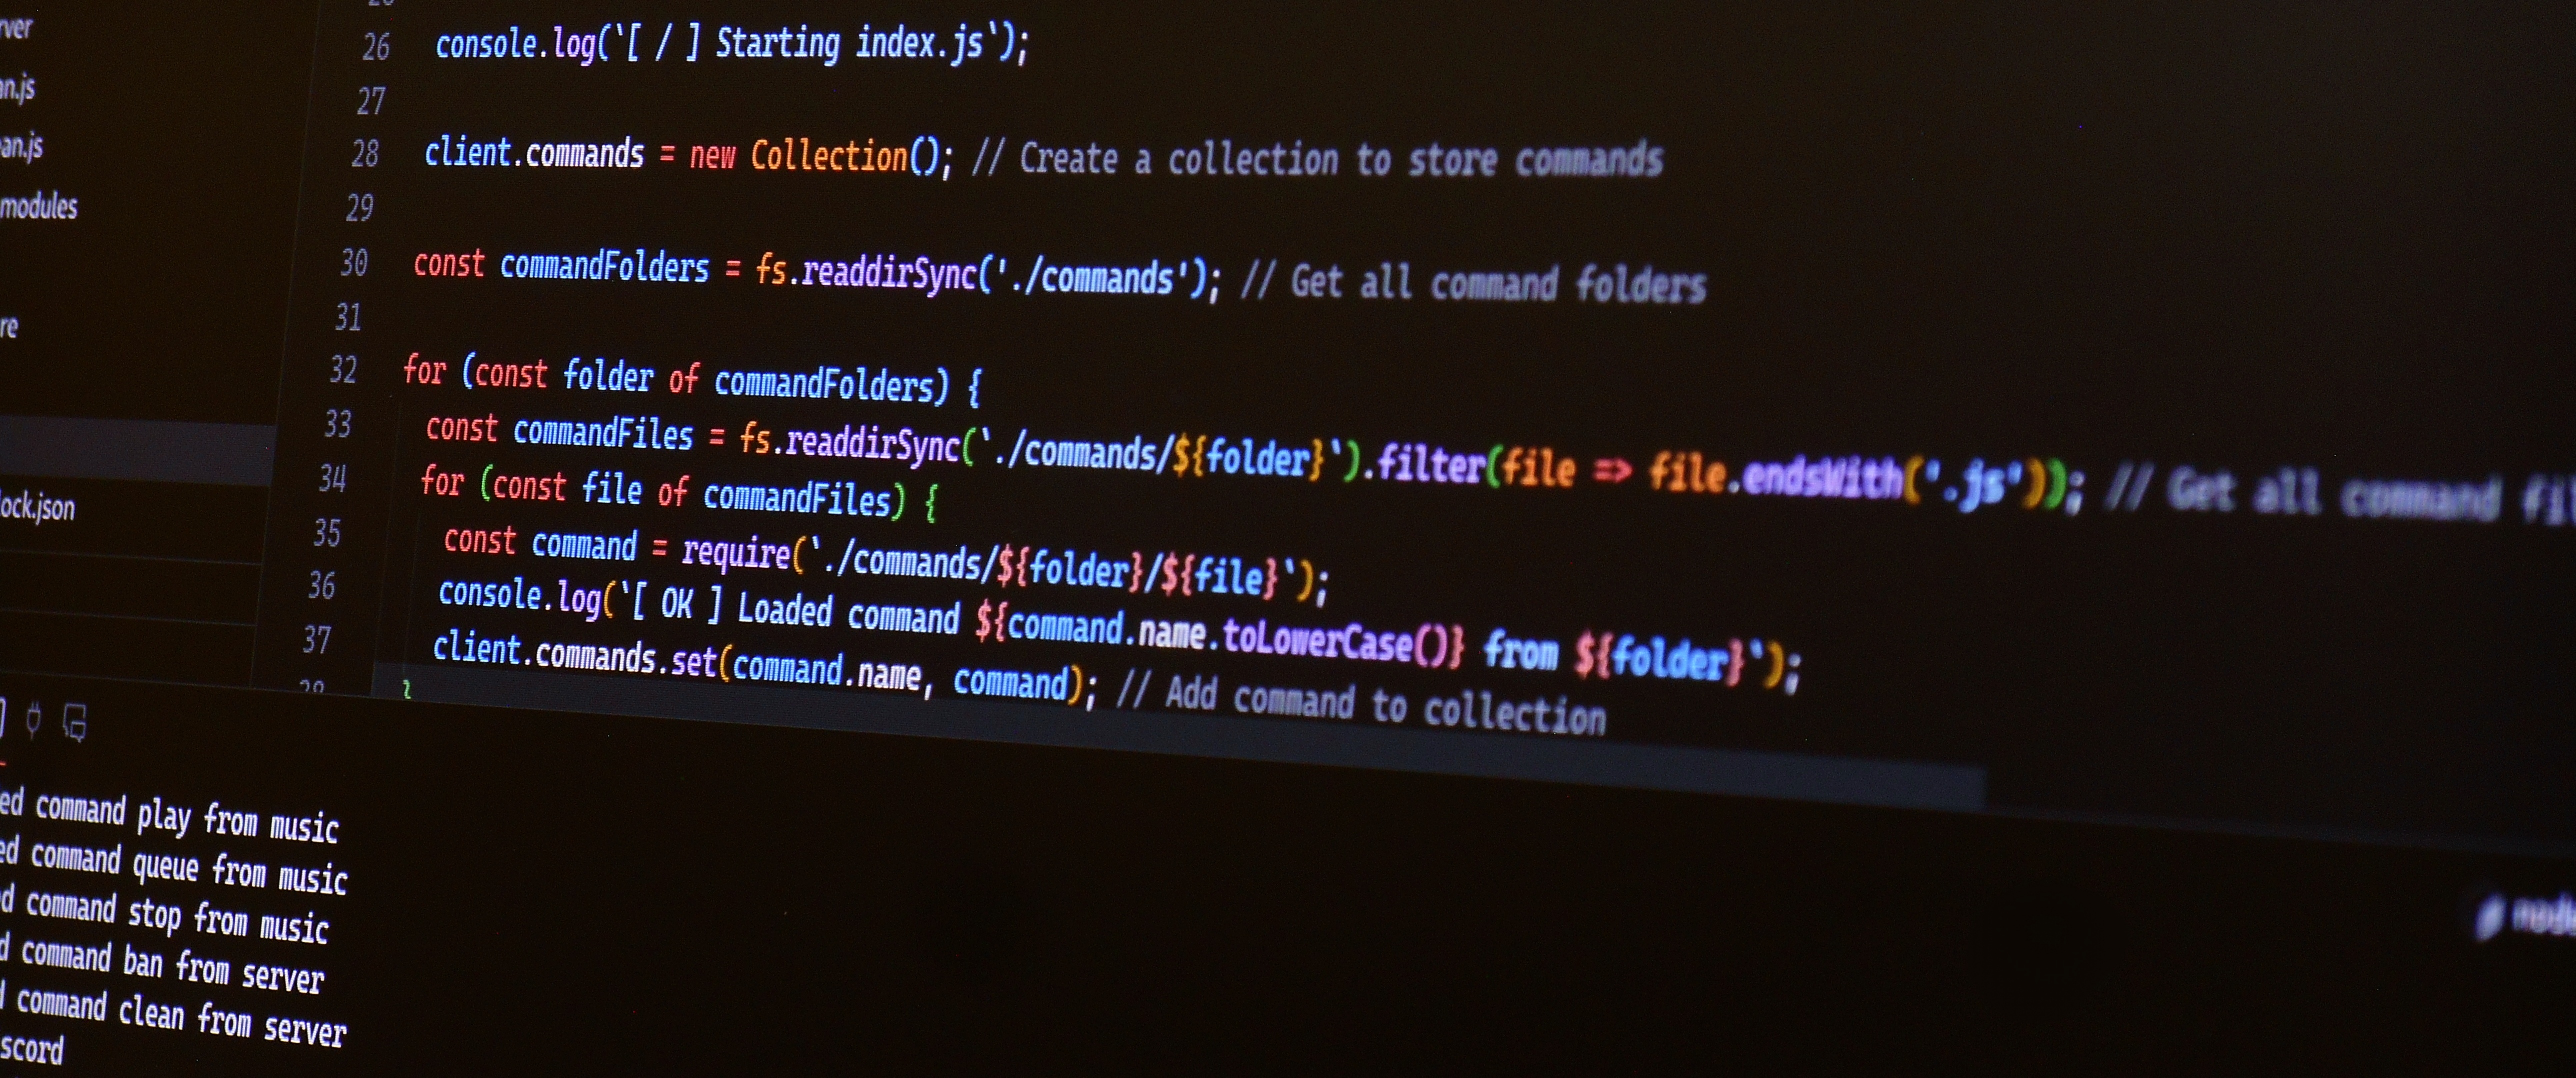 rver
an.js
an.js
modules
re
ock.json
26 console.log(`[ / ] Starting index.js`);
27
28 client.commands = new Collection(); // Create a collection to store commands
29
30 const commandFolders = fs.readdirSync('./commands'); // Get all command folders
31
32 for (const folder of commandFolders) {
33 const commandFiles = fs.readdirSync(`./commands/${folder}`).filter(file => file.endsWith('.js')); // Get all command fil
34 for (const file of commandFiles) {
35 const command = require(`./commands/${folder}/${file}`);
36 console.log(`[ OK ] Loaded command ${command.name.toLowerCase()} from ${folder}`);
37 client.commands.set(command.name, command); // Add command to collection
}
ed command play from music
ed command queue from music
d command stop from music
d command ban from server
d command clean from server
scord
node